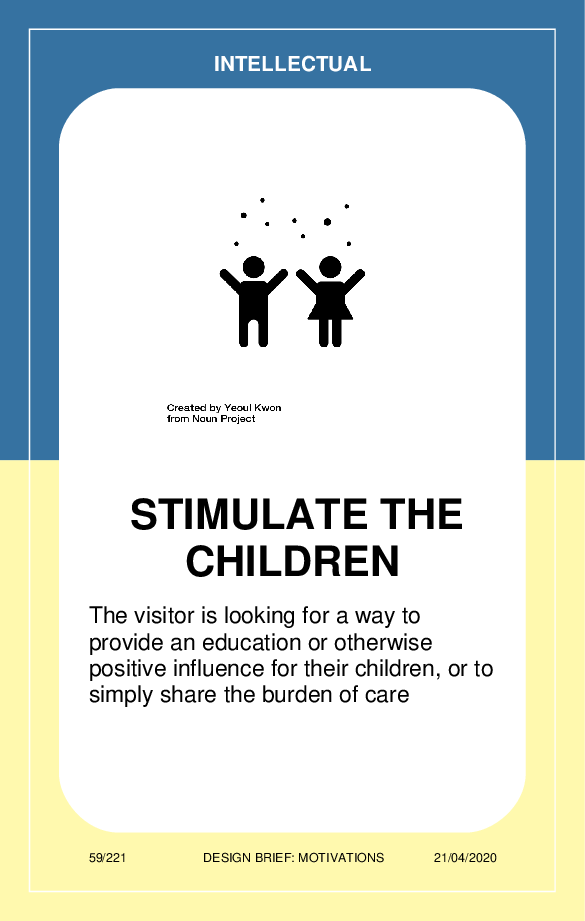 INTELLECTUAL
Created by Yeoul Kwon
from Noun Project
STIMULATE THE
CHILDREN
The visitor is looking for a way to
provide an education or otherwise
positive influence for their children, or to
simply share the burden of care
59/221 DESIGN BRIEF: MOTIVATIONS 21/04/2020